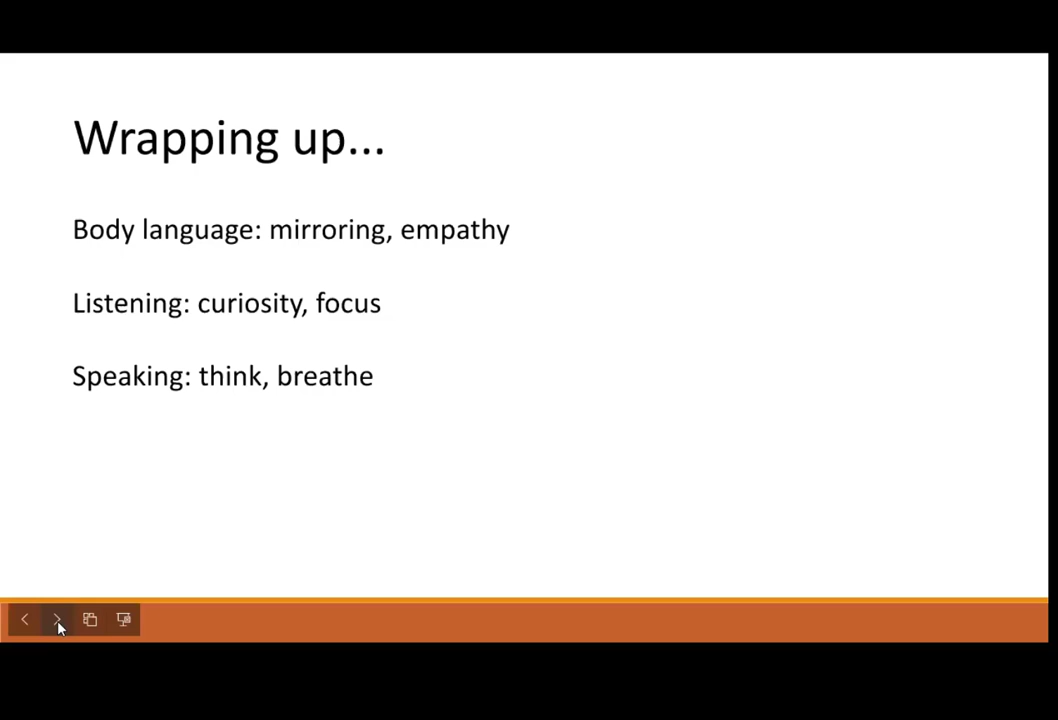 Wrapping up...
Body language: mirroring, empathy
Listening: curiosity, focus
Speaking: think, breathe